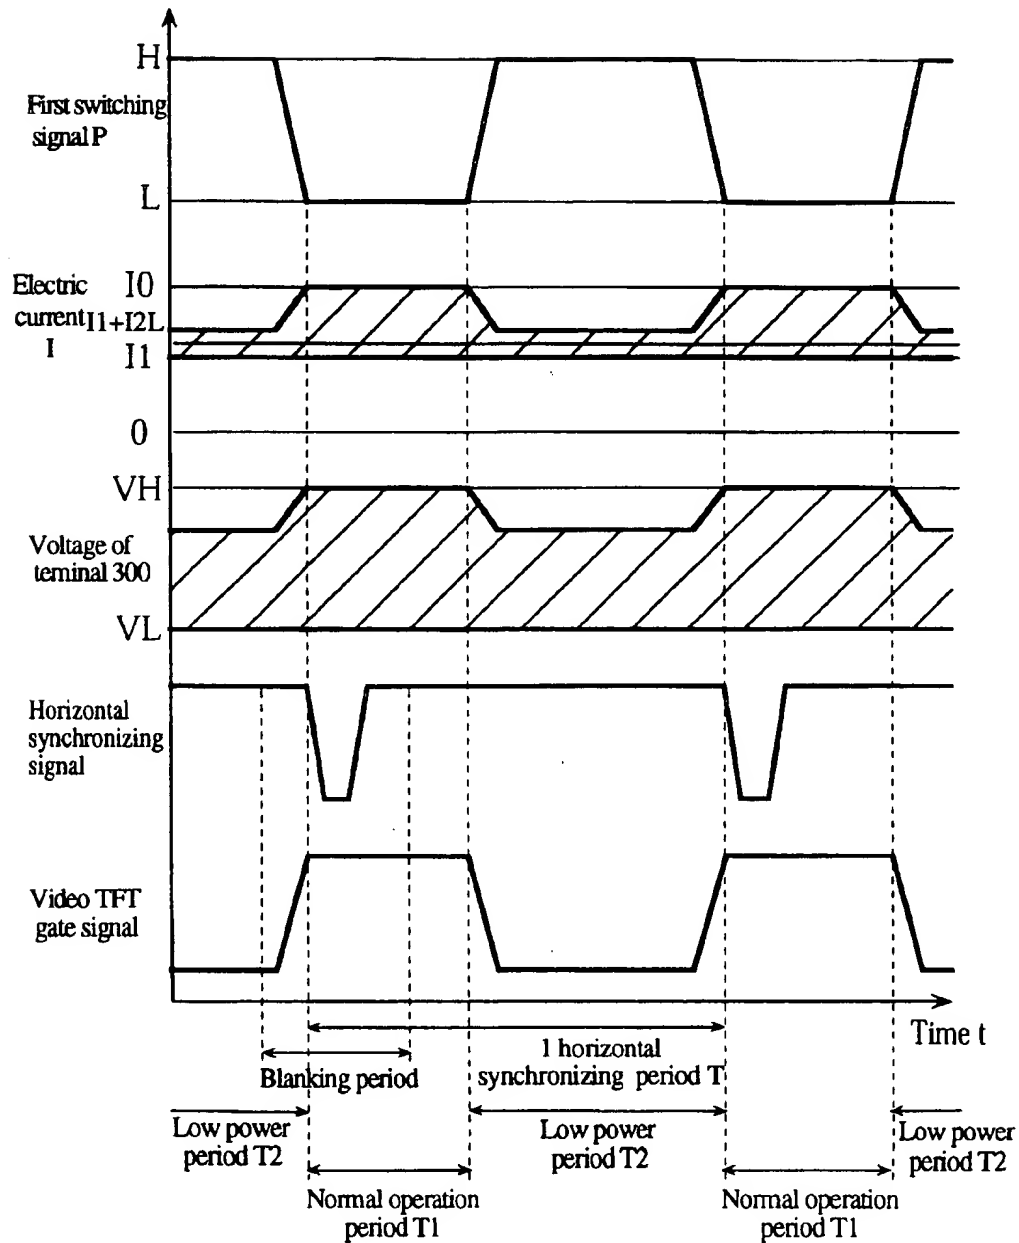 H
First switching
signal P
L
Electric
current
I
I0
I1+I2L
I1
0
VH
Voltage of
teminal 300
VL
Horizontal
synchronizing
signal
Video TFT
gate signal
Time t
1 horizontal
synchronizing period T
Blanking period
Low power
period T2
Low power
period T2
Low power
period T2
Normal operation
period T1
Normal operation
period T1